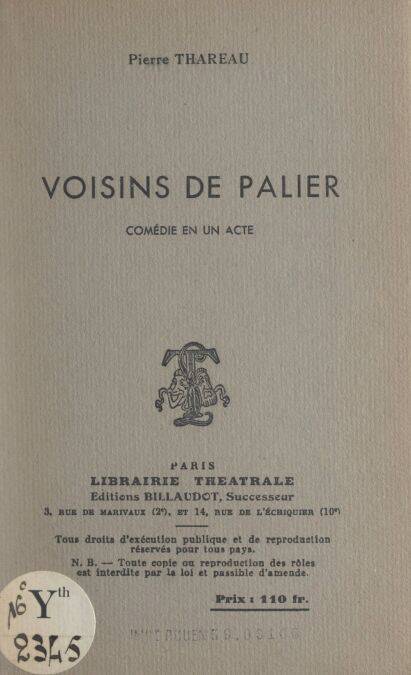 Pierre THAREAU
VOISINS DE PALIER
COMÉDIE EN UN ACTE
PARIS
LIBRAIRIE THEATRALE
Editions BILLAUDOT, Successeur
3, RUE DE MARIVAUX (2e), ET 14, RUE DE L'ÉCHIQUIER (10e)
Tous droits d'exécution publique et de reproduction
réservés pour tous pays.
N. B. — Toute copie ou reproduction des rôles
est interdite par la loi et passible d'amende.
Prix : 110 fr.
No Yth
2345